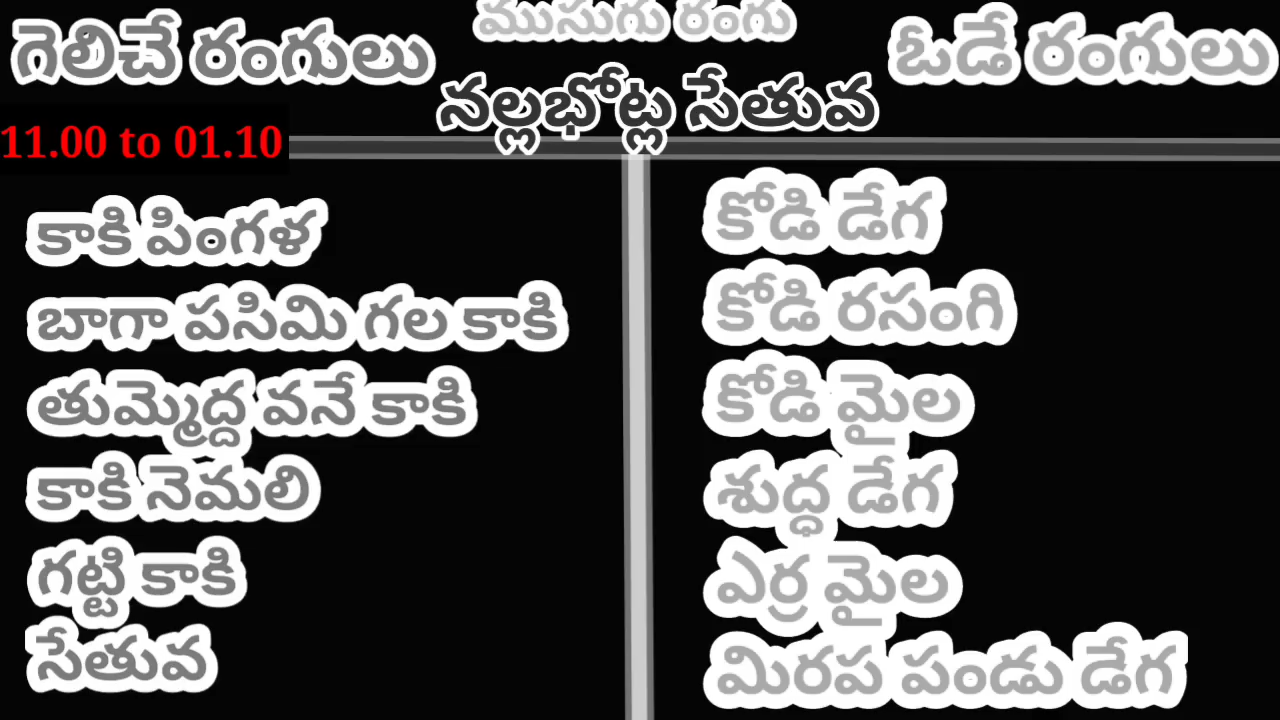 గెలిచే రంగులు
ముసుగు రంగు
ఓడే రంగులు
నల్లభోట్ల సేతువ
11.00 to 01.10
కాకి పింగళ
బాగా పసిమి గల కాకి
తుమ్మెద్ద వనే కాకి
కాకి నెమలి
గట్టి కాకి
సేతువ
కోడి డేగ
కోడి రసంగి
కోడి మైల
శుద్ధ డేగ
ఎర్ర మైల
మిరప పండు డేగ